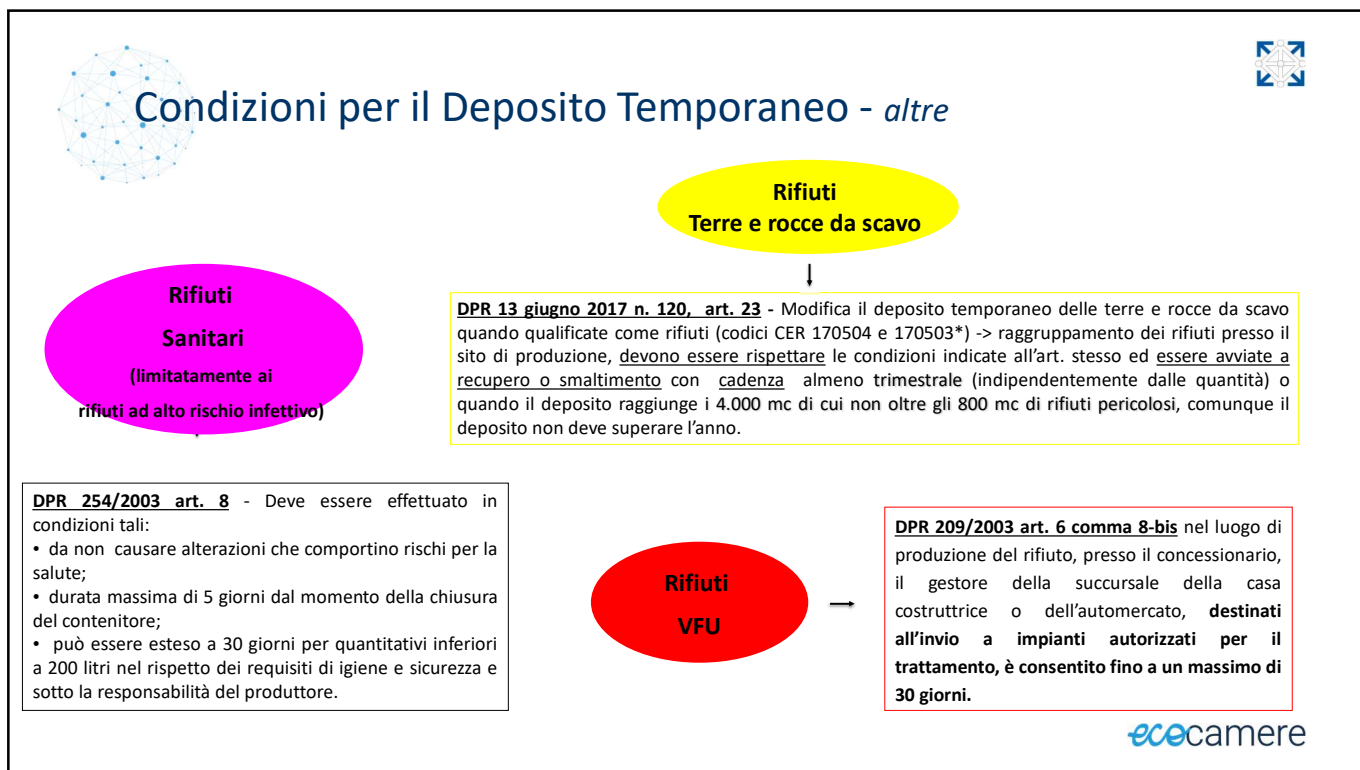 Condizioni per il Deposito Temporaneo - altre
Rifiuti
Terre e rocce da scavo
Rifiuti
Sanitari
(limitatamente ai
rifiuti ad alto rischio infettivo)
DPR 13 giugno 2017 n. 120, art. 23 - Modifica il deposito temporaneo delle terre e rocce da scavo
quando qualificate come rifiuti (codici CER 170504 e 170503*) -> raggruppamento dei rifiuti presso il
sito di produzione, devono essere rispettare le condizioni indicate all'art. stesso ed essere avviate a
recupero o smaltimento con cadenza almeno trimestrale (indipendentemente dalle quantità) o
quando il deposito raggiunge i 4.000 mc di cui non oltre gli 800 mc di rifiuti pericolosi, comunque il
deposito non deve superare l'anno.
DPR 254/2003 art. 8 - Deve essere effettuato in
condizioni tali:
• da non causare alterazioni che comportino rischi per la
salute;
• durata massima di 5 giorni dal momento della chiusura
del contenitore;
• può essere esteso a 30 giorni per quantitativi inferiori
a 200 litri nel rispetto dei requisiti di igiene e sicurezza e
sotto la responsabilità del produttore.
Rifiuti
VFU
DPR 209/2003 art. 6 comma 8-bis nel luogo di
produzione del rifiuto, presso il concessionario,
il gestore della succursale della casa
costruttrice o dell'automercato, destinati
all'invio a impianti autorizzati per il
trattamento, è consentito fino a un massimo di
30 giorni.
ecocamere